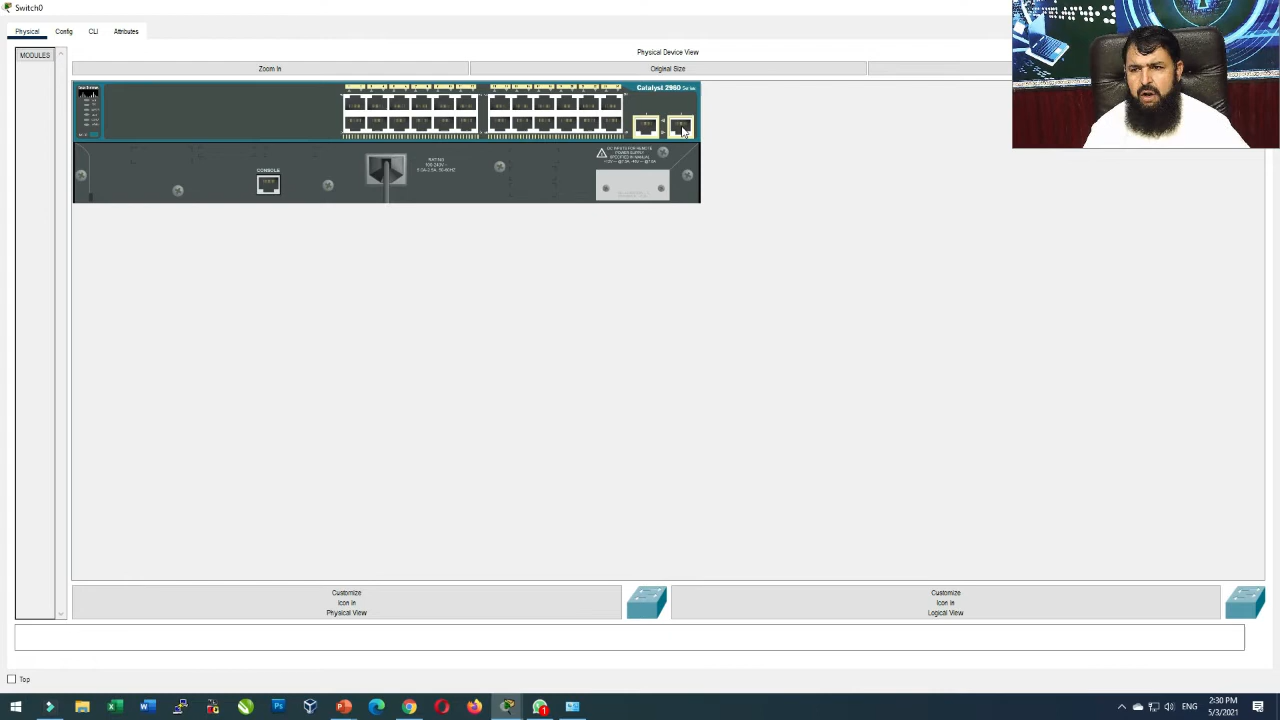 Switch0
Physical Config CLI Attributes
MODULES
Physical Device View
Zoom In
Original Size
Catalyst 2960
CONSOLE
Customize
Icon in
Physical View
Customize
Icon in
Logical View
Top
1
ENG
2:30 PM
5/3/2021